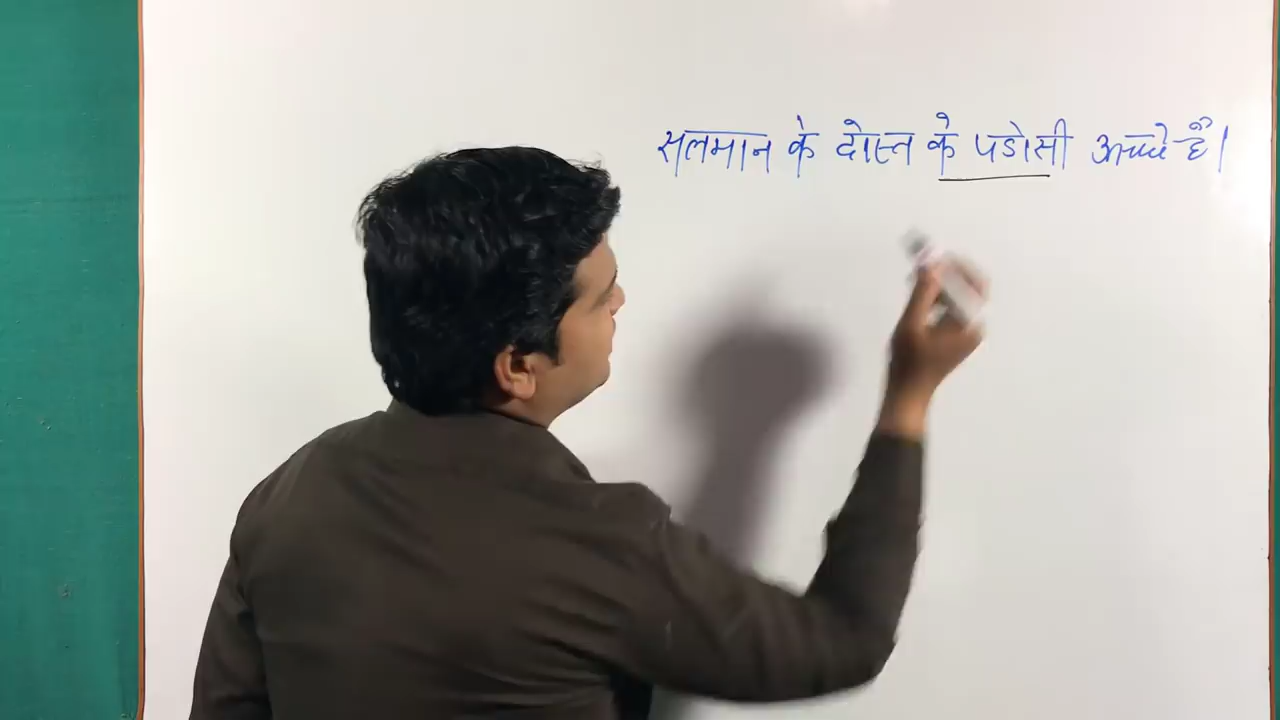 सलमान के दोस्त के पडोसी अच्छे हैं।